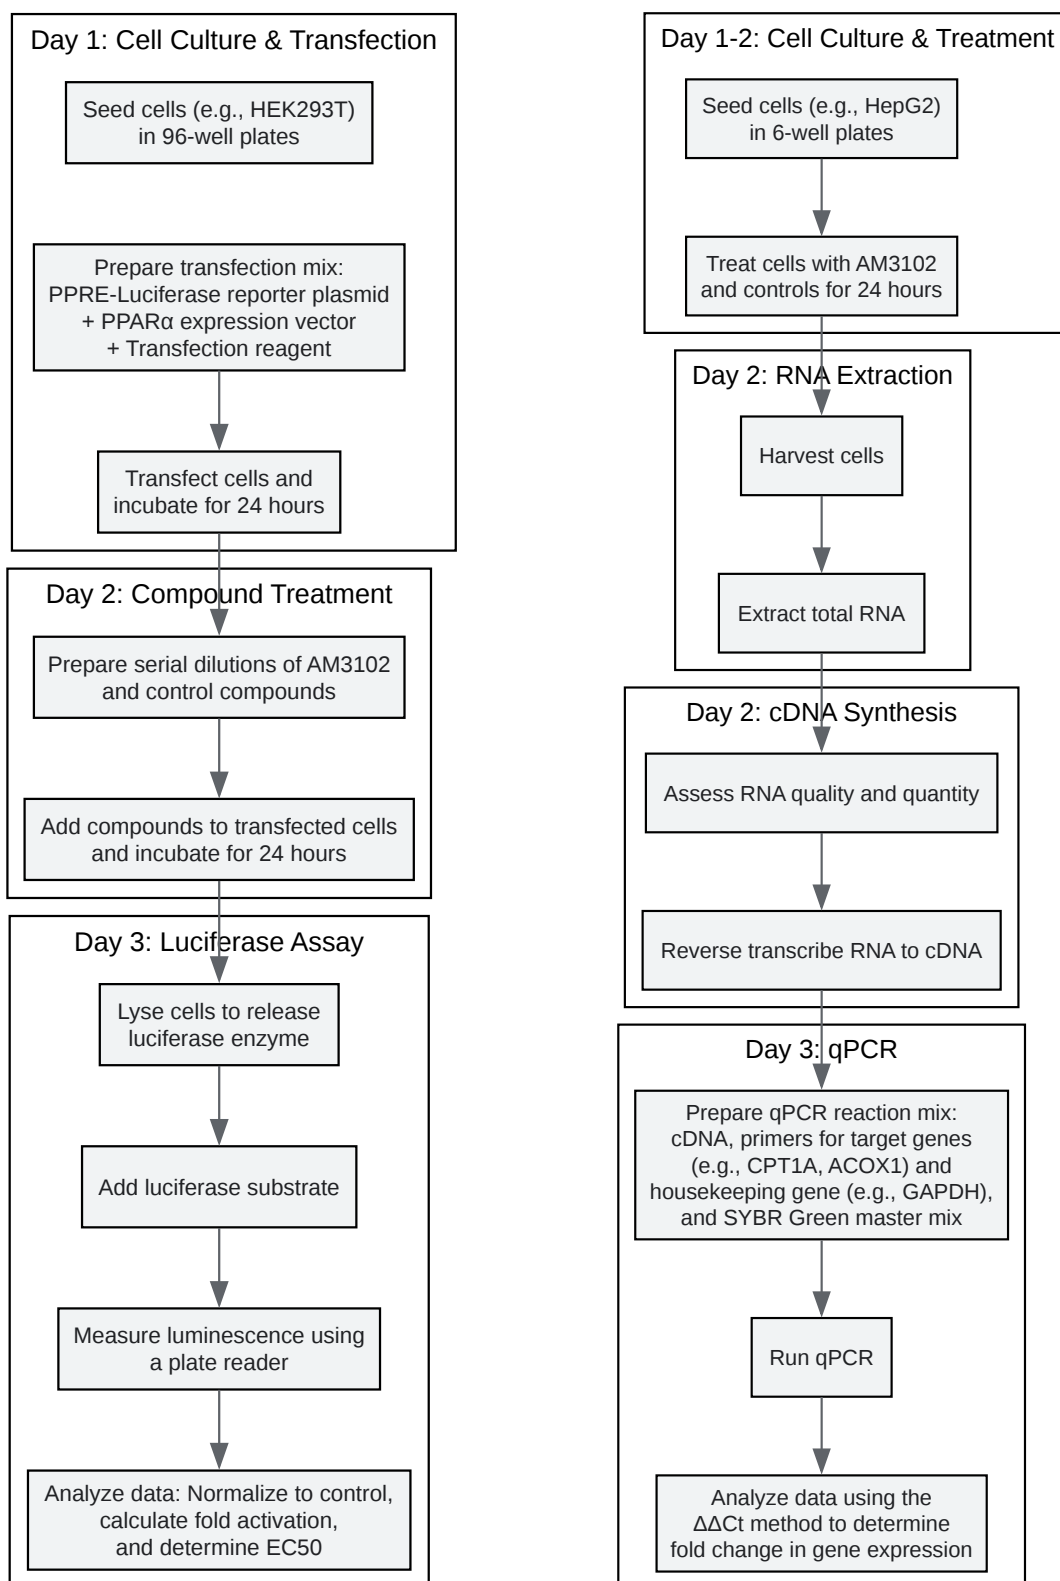 Day 1: Cell Culture & Transfection
Seed cells (e.g., HEK293T)
in 96-well plates
Prepare transfection mix:
PPRE-Luciferase reporter plasmid
+ PPARα expression vector
+ Transfection reagent
Transfect cells and
incubate for 24 hours
Day 2: Compound Treatment
Prepare serial dilutions of AM3102
and control compounds
Add compounds to transfected cells
and incubate for 24 hours
Day 3: Luciferase Assay
Lyse cells to release
luciferase enzyme
Add luciferase substrate
Measure luminescence using
a plate reader
Analyze data: Normalize to control,
calculate fold activation,
and determine EC50
Day 1-2: Cell Culture & Treatment
Seed cells (e.g., HepG2)
in 6-well plates
Treat cells with AM3102
and controls for 24 hours
Day 2: RNA Extraction
Harvest cells
Extract total RNA
Day 2: cDNA Synthesis
Assess RNA quality and quantity
Reverse transcribe RNA to cDNA
Day 3: qPCR
Prepare qPCR reaction mix:
cDNA, primers for target genes
(e.g., CPT1A, ACOX1) and
housekeeping gene (e.g., GAPDH),
and SYBR Green master mix
Run qPCR
Analyze data using the
ΔΔCt method to determine
fold change in gene expression